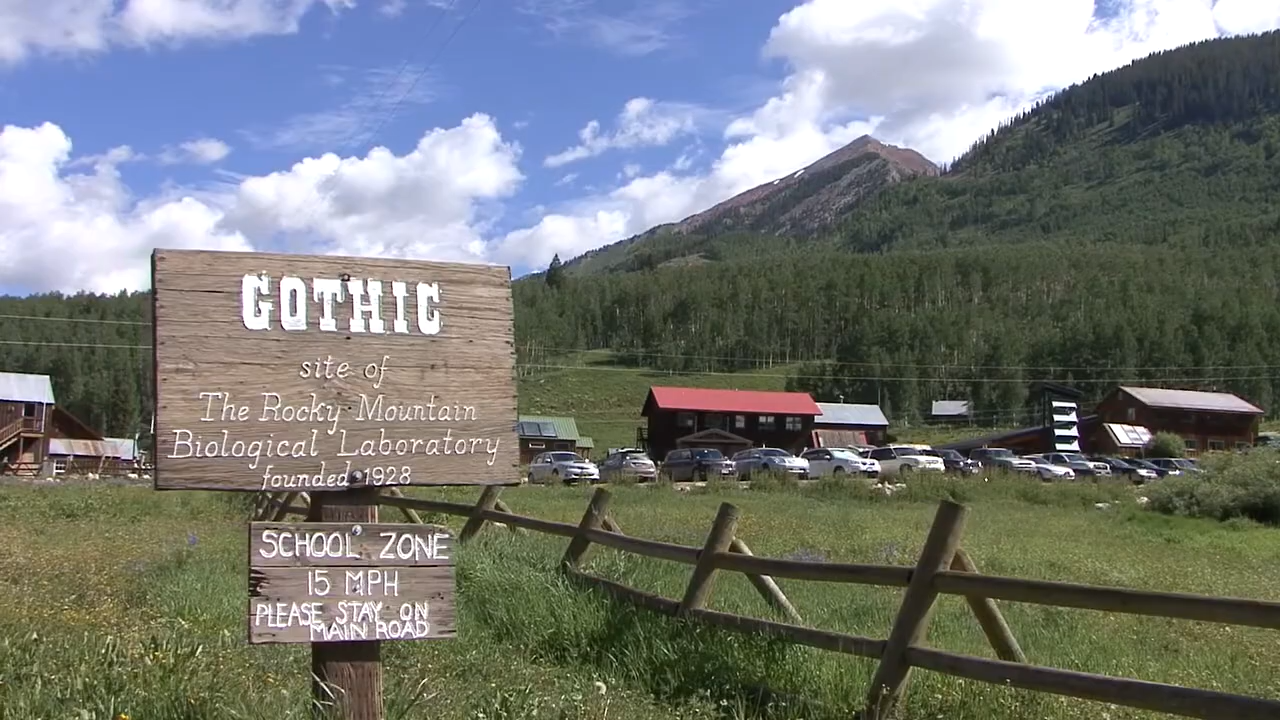 GOTHIC
site of
The Rocky Mountain
Biological Laboratory
founded 1928
SCHOOL ZONE
15 MPH
PLEASE STAY ON
MAIN ROAD